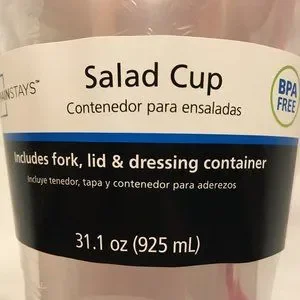 Salad Cup
Contenedor para ensaladas
BPA
FREE
Includes fork, lid & dressing container
Incluye tenedor, tapa y contenedor para aderezos
31.1 oz (925 mL)